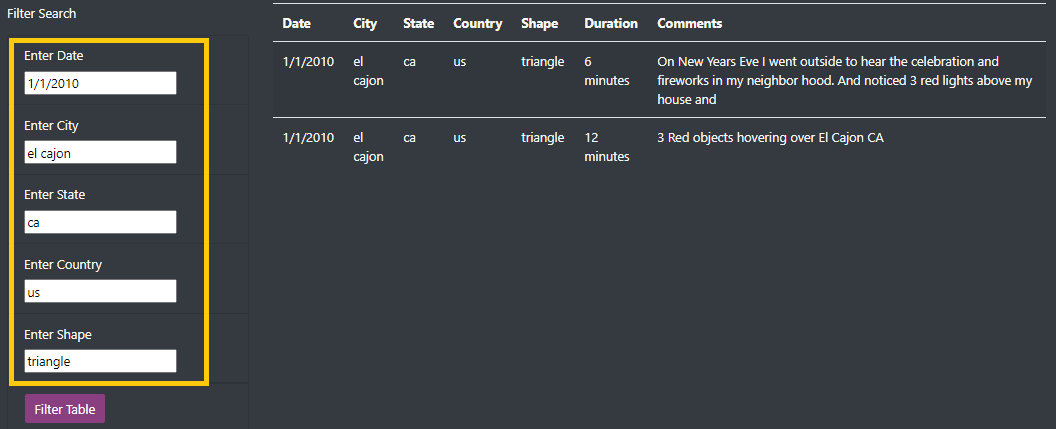 Filter Search
Enter Date
1/1/2010
Enter City
el cajon
Enter State
ca
Enter Country
us
Enter Shape
triangle
Filter Table
Date City State Country Shape Duration Comments
1/1/2010 el ca us triangle 6 On New Years Eve I went outside to hear the celebration and
cajon minutes fireworks in my neighbor hood. And noticed 3 red lights above my
house and
1/1/2010 el ca us triangle 12 3 Red objects hovering over El Cajon CA
cajon minutes